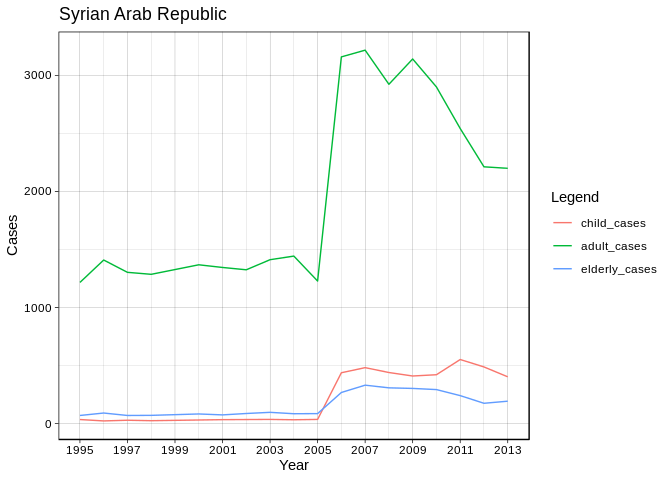 Syrian Arab Republic
3000
2000
1000
0
Cases
1995 1997 1999 2001 2003 2005 2007 2009 2011 2013
Year
Legend
child_cases
adult_cases
elderly_cases